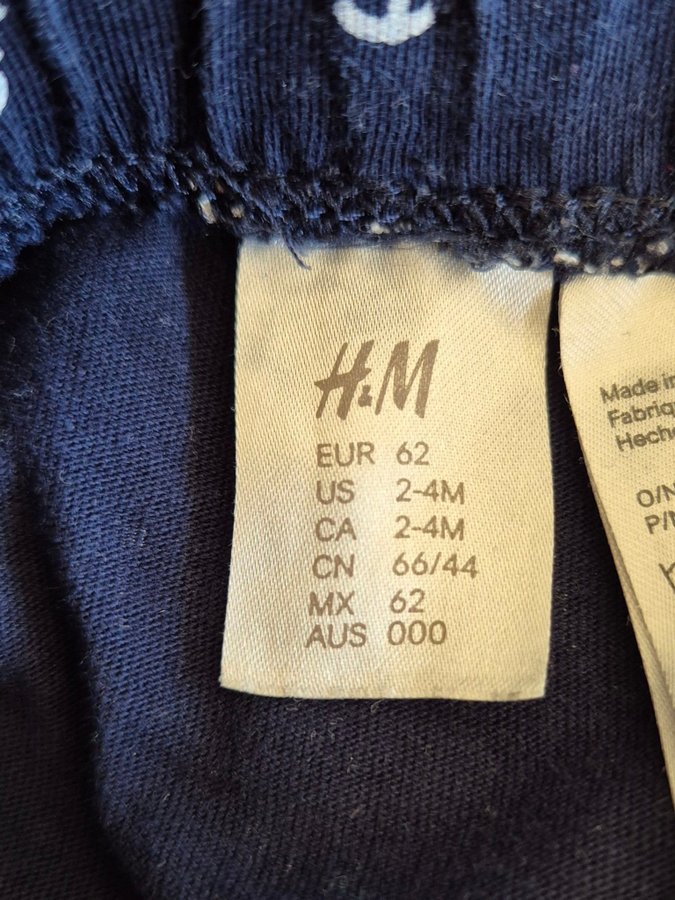 H&M
EUR 62
US 2-4M
CA 2-4M
CN 66/44
MX 62
AUS 000
Made in